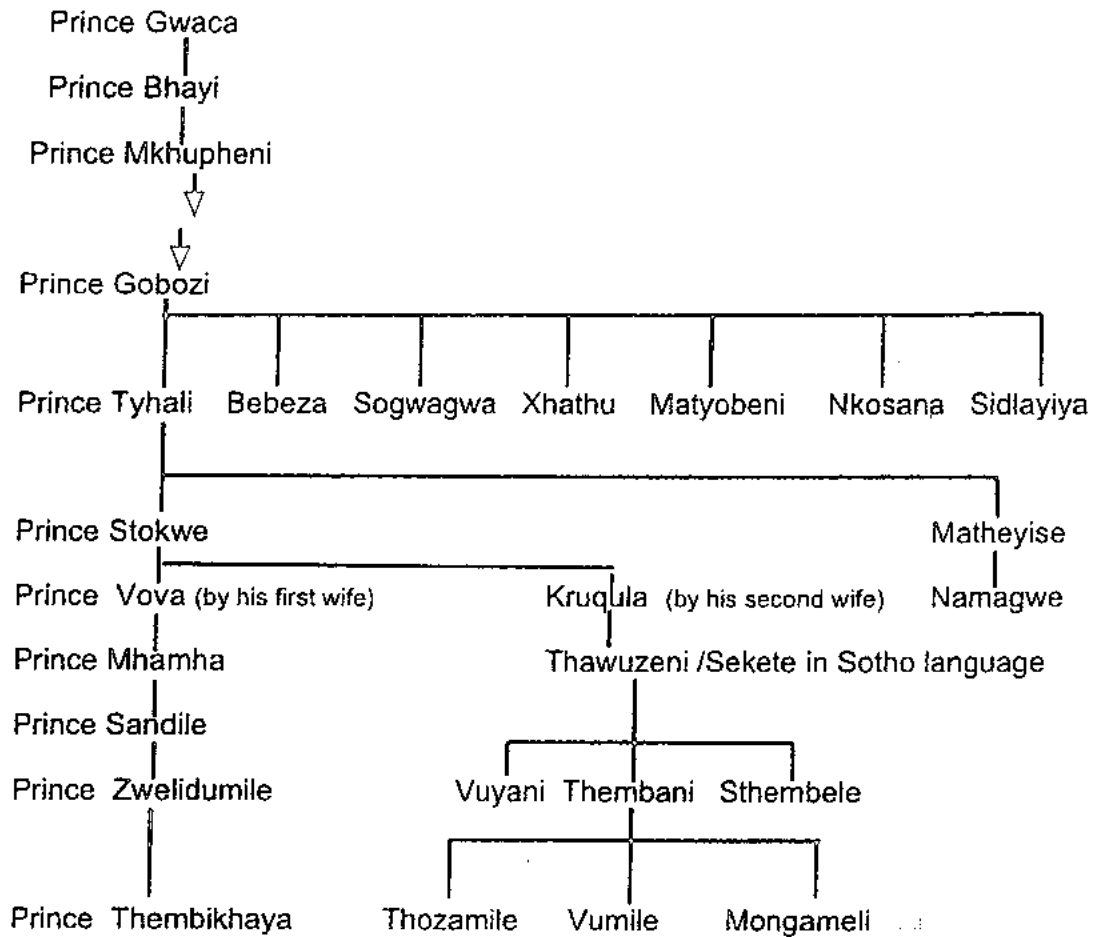 Prince Gwaca
Prince Bhayi
Prince Mkhupheni
Prince Gobozi
Prince Tyhali Bebeza Sogwagwa Xhathu Matyobeni Nkosana Sidlayiya
Prince Stokwe Matheyise
Prince Vova (by his first wife) Kruqula (by his second wife) Namagwe
Prince Mhamha Thawuzeni /Sekete in Sotho language
Prince Sandile
Prince Zwelidumile Vuyani Thembani Sthembele
Prince Thembikhaya Thozamile Vumile Mongameli